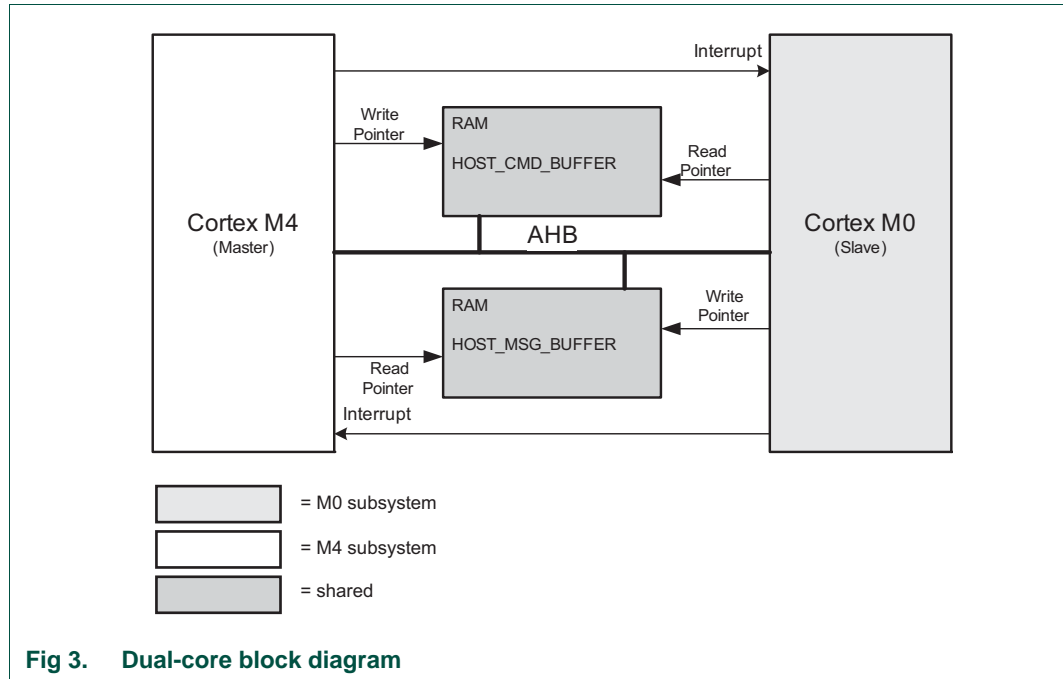 Interrupt
Write
Pointer
RAM
HOST_CMD_BUFFER
Read
Pointer
Cortex M4
(Master)
AHB
Cortex M0
(Slave)
RAM
HOST_MSG_BUFFER
Write
Pointer
Read
Pointer
Interrupt
= M0 subsystem
= M4 subsystem
= shared
Fig 3. Dual-core block diagram